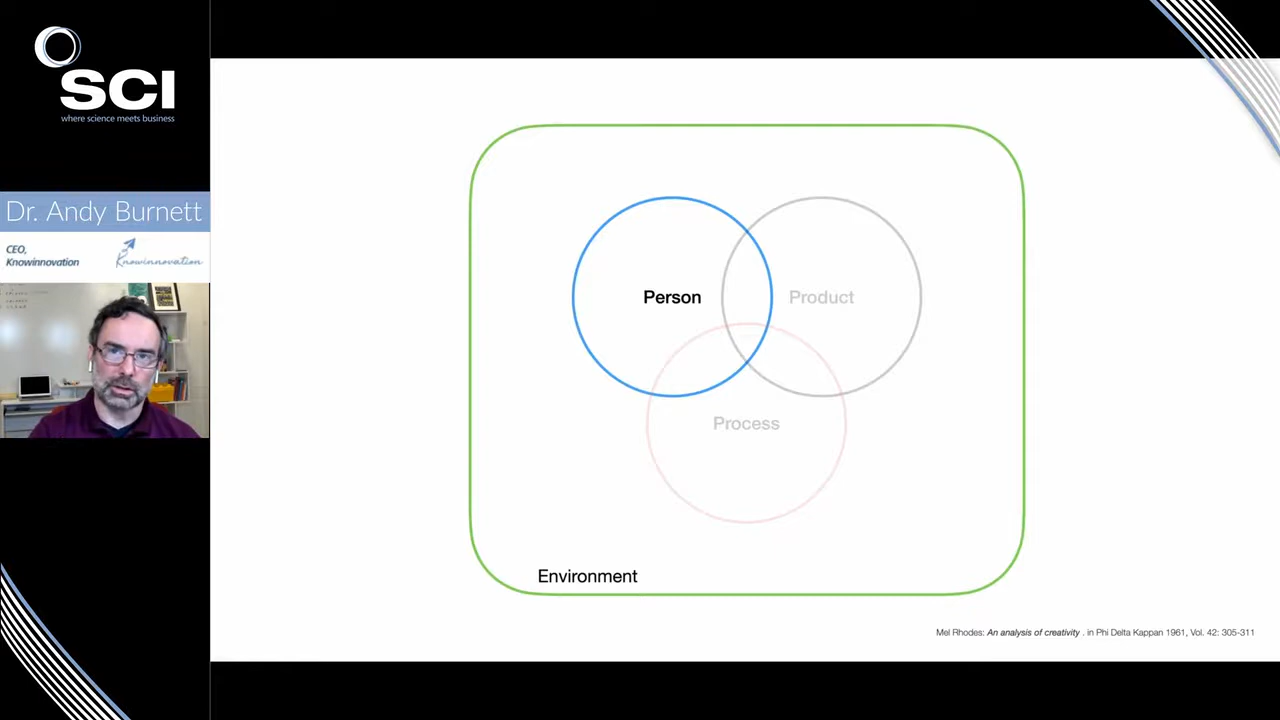 SCI
where science meets business
Dr. Andy Burnett
CEO,
Knowinnovation
Knowinnovation
Person
Product
Process
Environment
Mel Rhodes: An analysis of creativity . in Phi Delta Kappan 1961, Vol. 42: 305-311